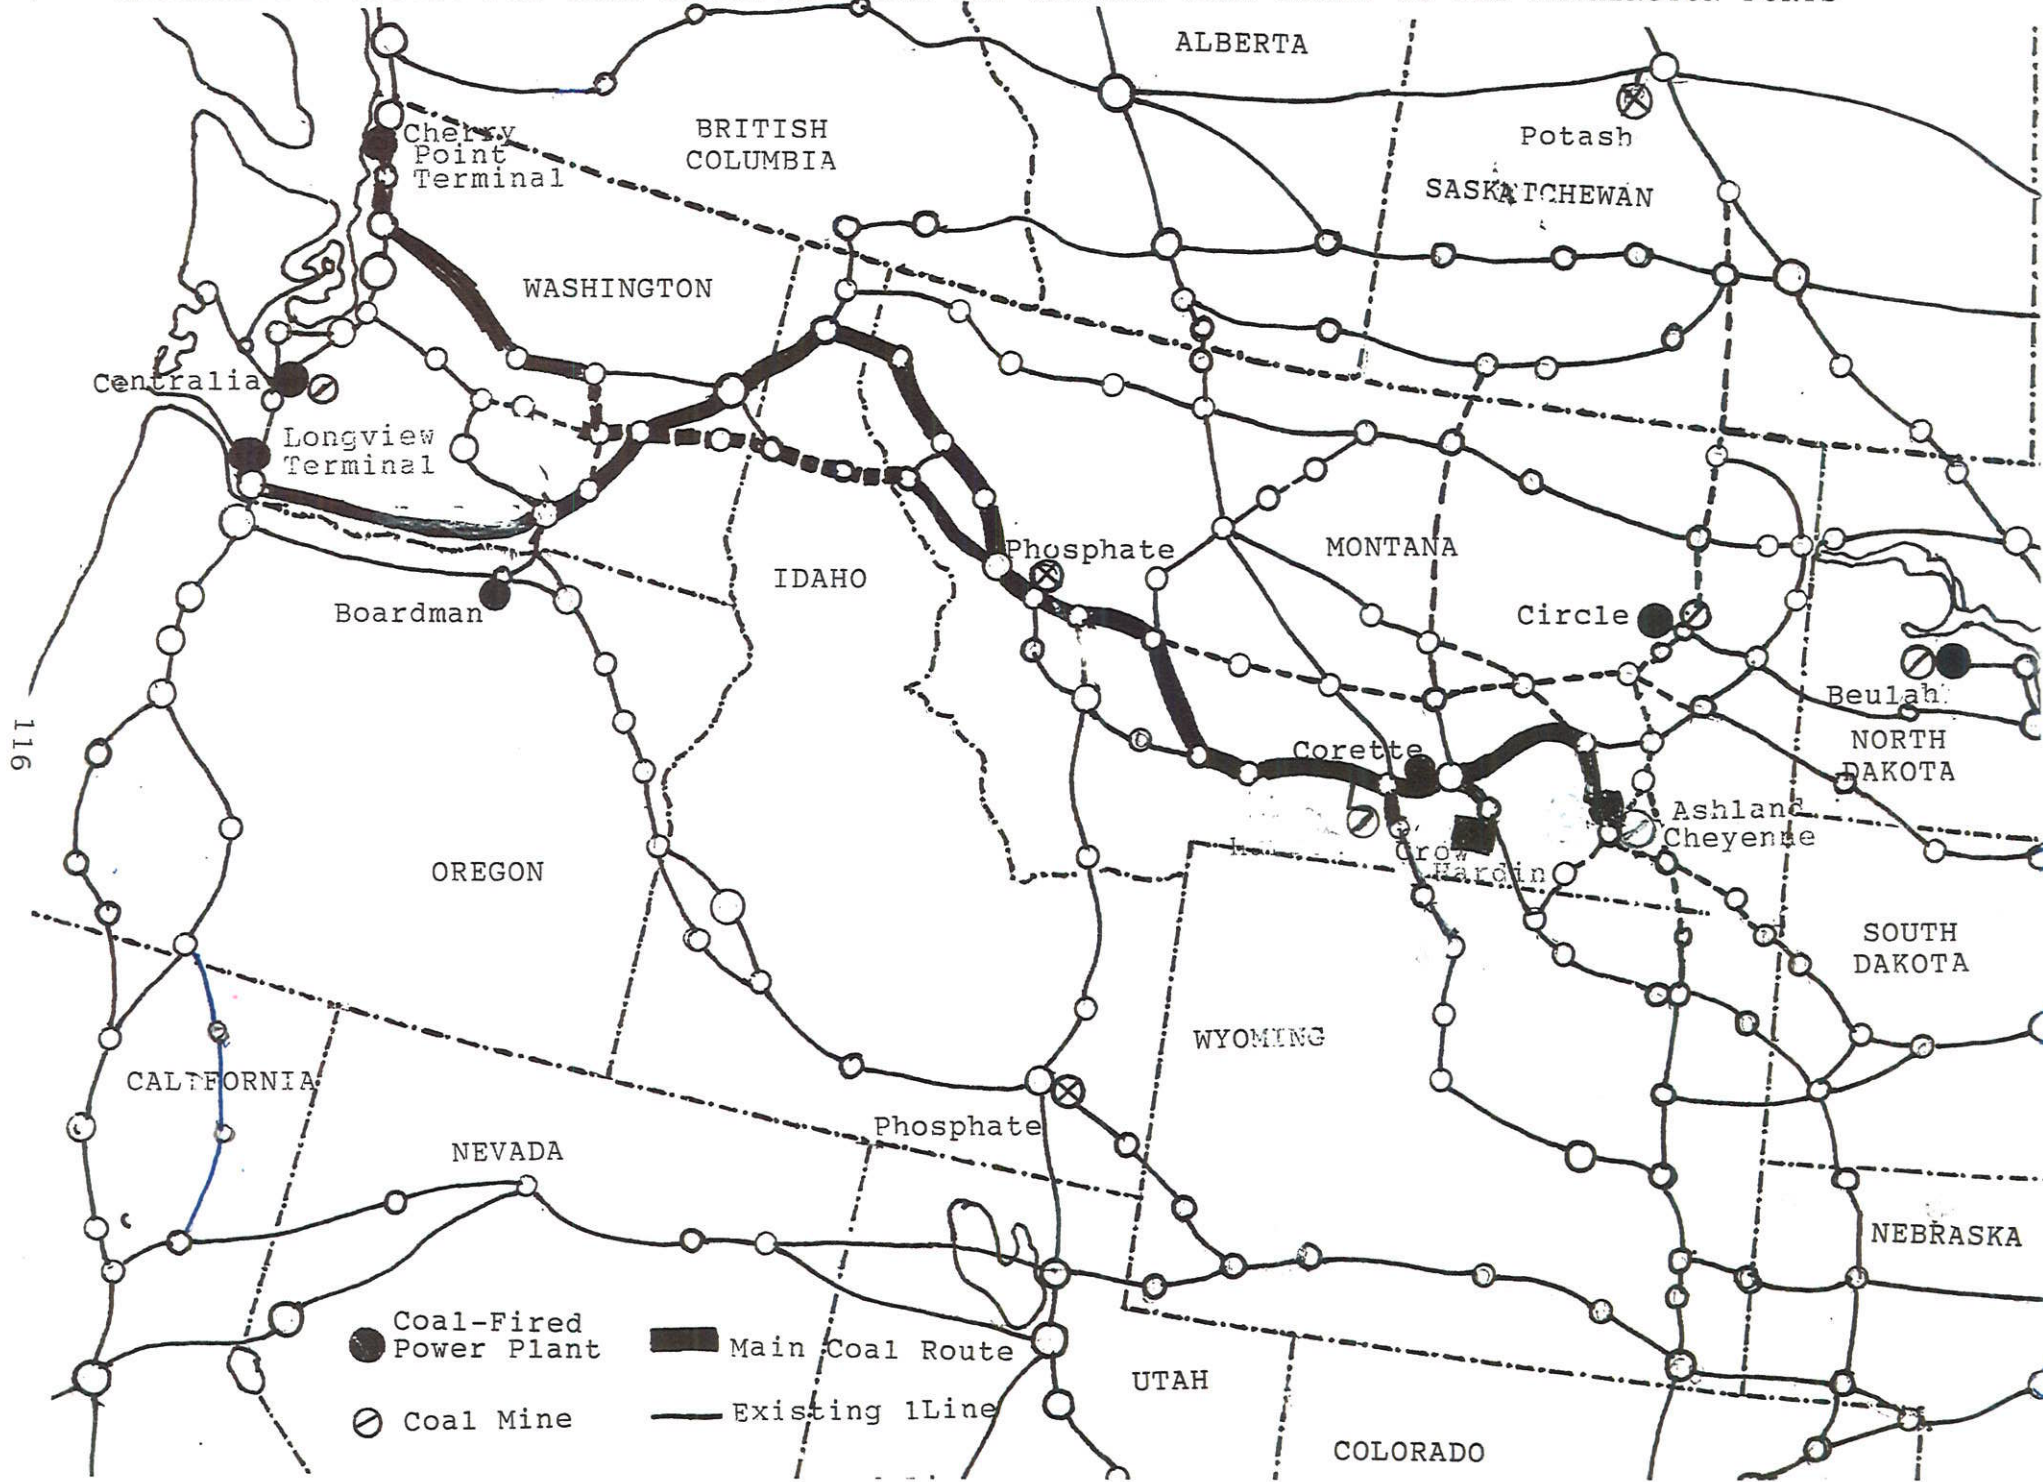 ALBERTA
BRITISH
COLUMBIA
Potash
SASKATCHEWAN
Cherry
Point
Terminal
WASHINGTON
Centralia
Longview
Terminal
Phosphate
MONTANA
IDAHO
Circle
Boardman
Beulah
116
Corette
NORTH
DAKOTA
Ashland
Cheyenne
Crow
Hardin
OREGON
SOUTH
DAKOTA
WYOMING
CALIFORNIA
Phosphate
NEVADA
NEBRASKA
Coal-Fired
Power Plant
Main Coal Route
UTAH
Coal Mine
Existing lLine
COLORADO